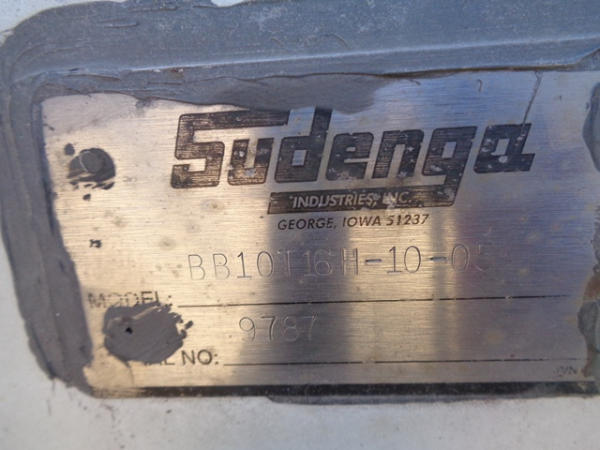 Sudenga
INDUSTRIES, INC.
GEORGE, IOWA 51237
BB10T16H-10-05
MODEL:
9787
NO: